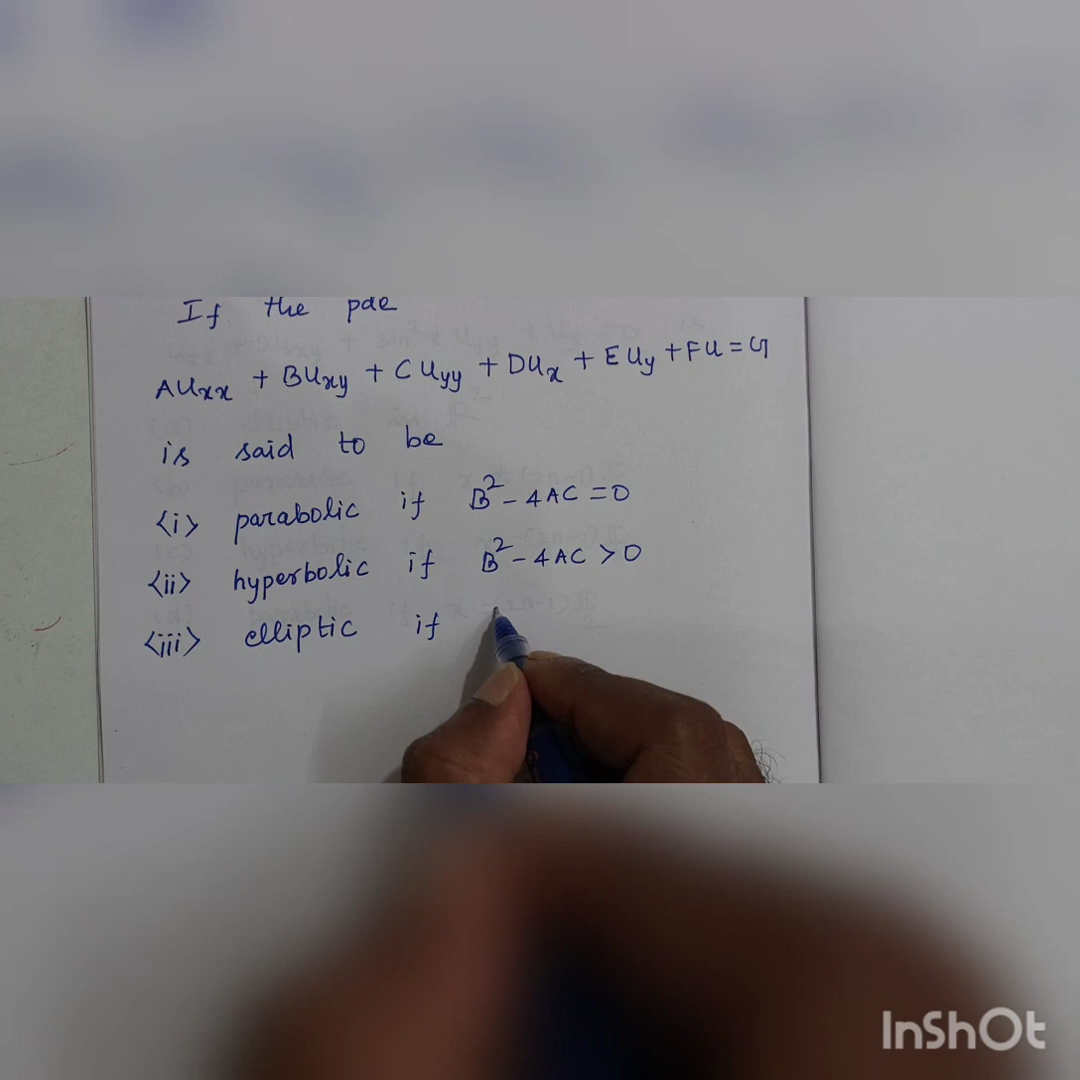 If the pde
AUxx + BUxy + CUyy + DUx + EUy + FU = G
is said to be
<i> parabolic if B² - 4AC = 0
<ii> hyperbolic if B² - 4AC > 0
<iii> elliptic if
InShOt